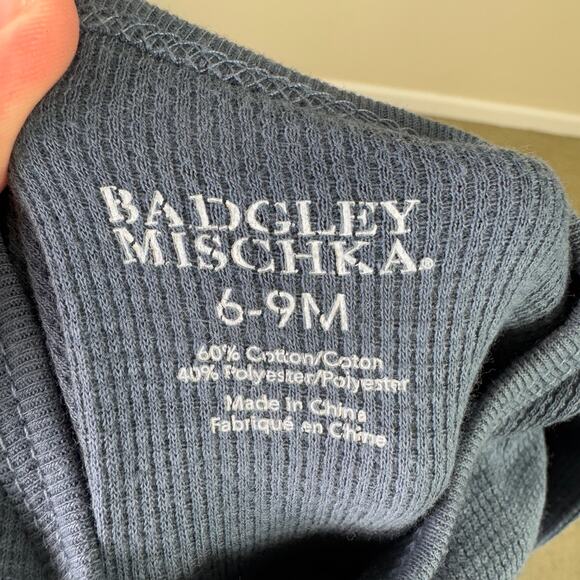 BADGLEY
MISCHKA®
6-9M
60% Cotton/Coton
40% Polyester/Polyester
Made in China
Fabriqué en Chine